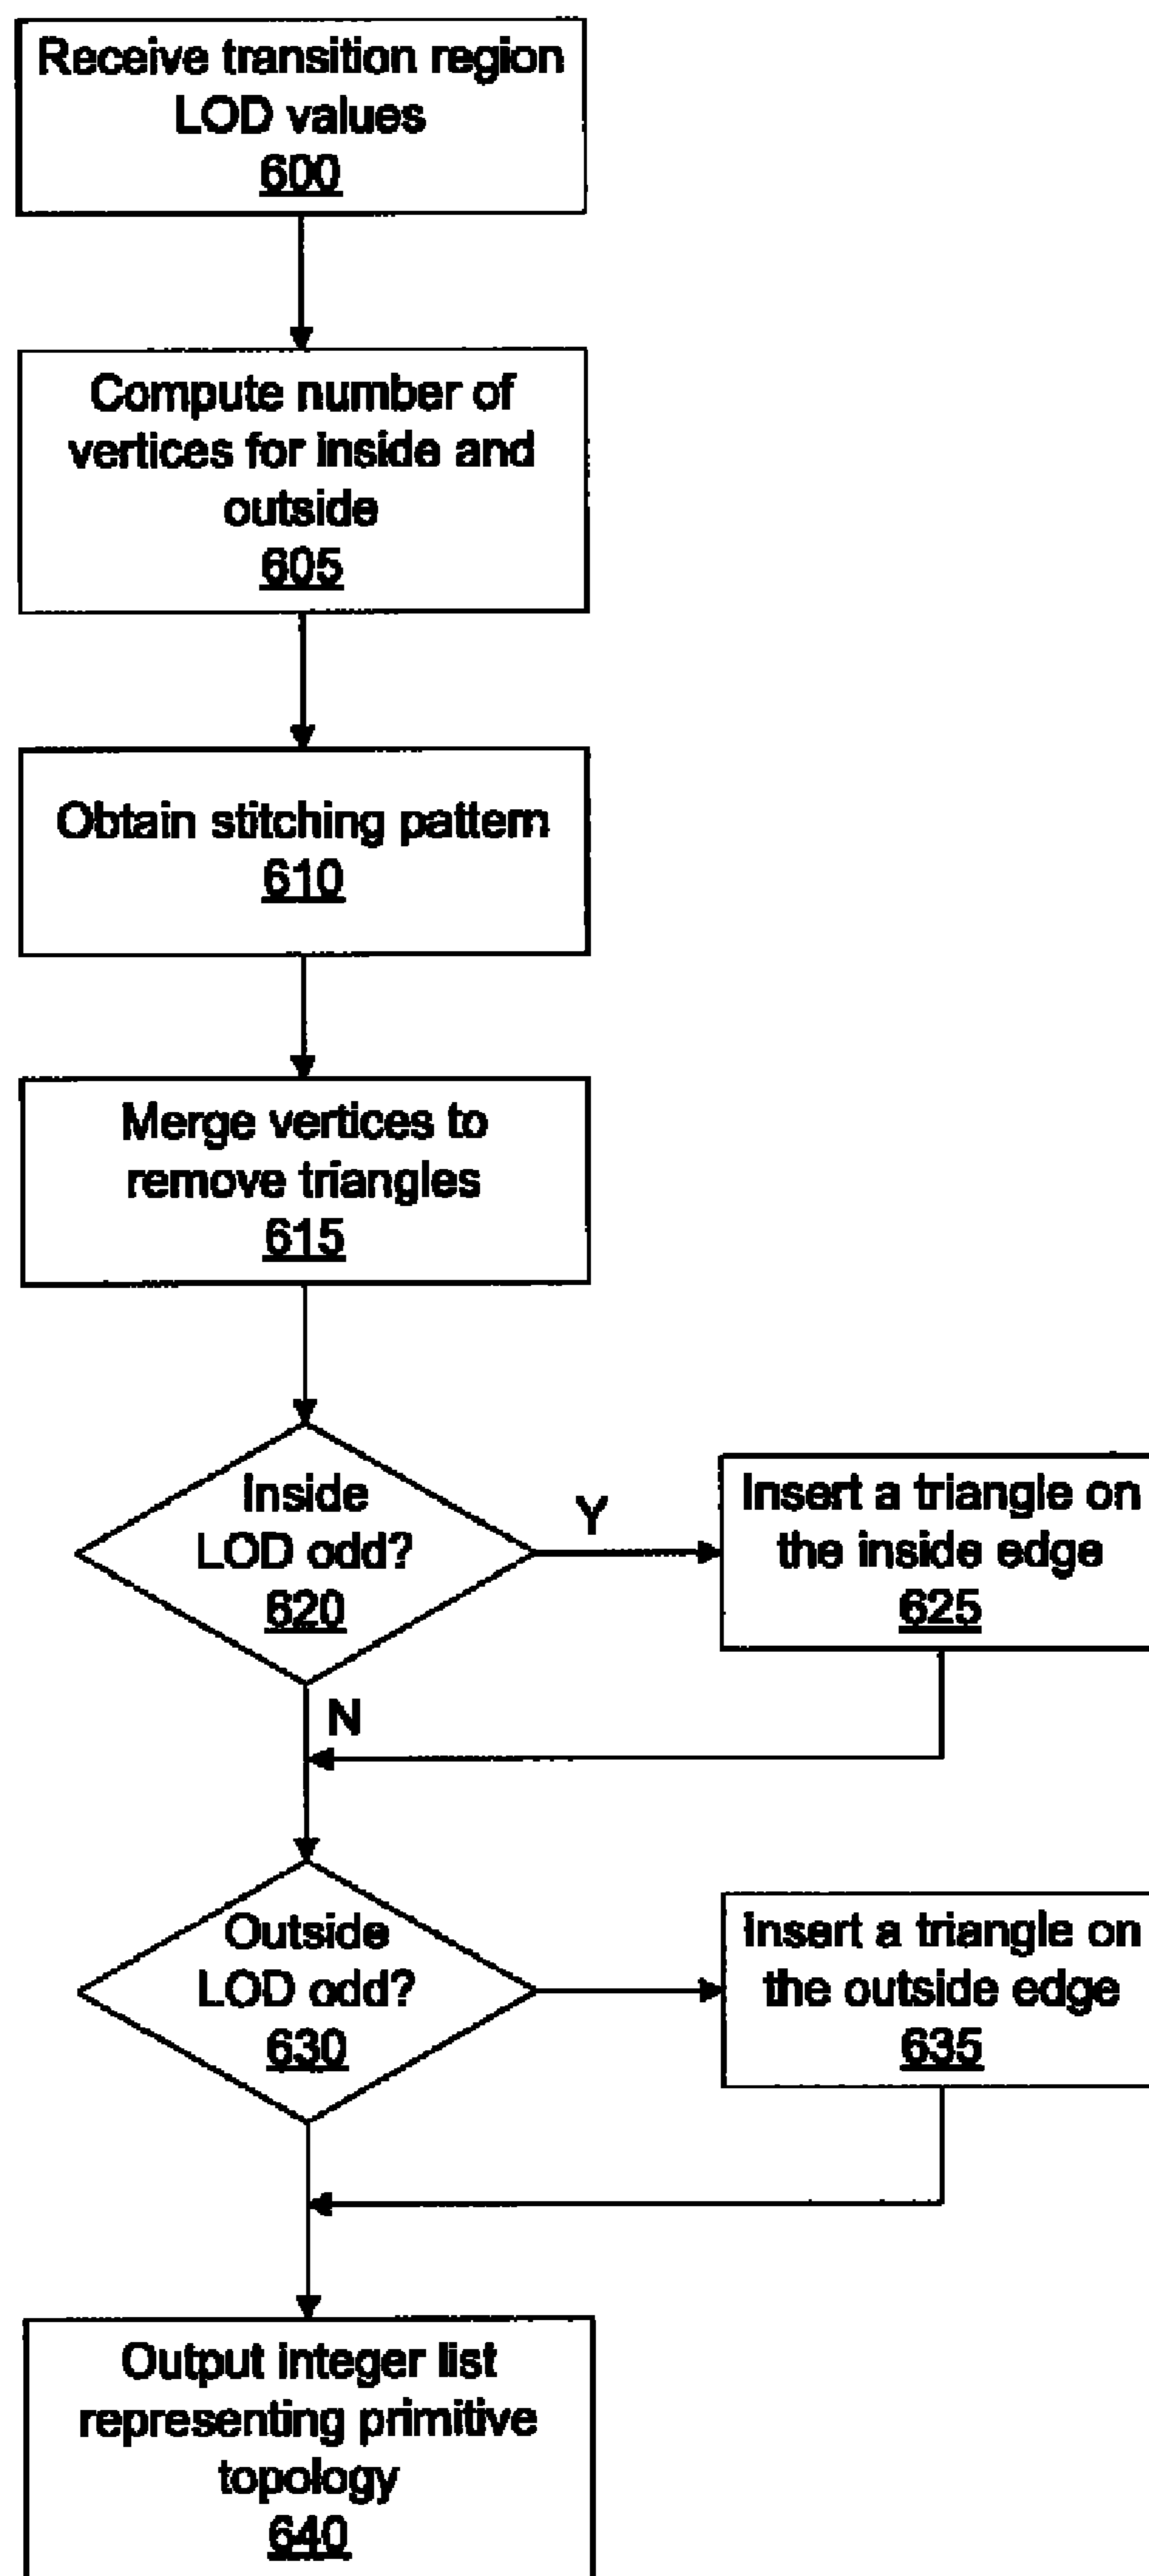 Receive transition region
LOD values
600
Compute number of
vertices for inside and
outside
605
Obtain stitching pattern
610
Merge vertices to
remove triangles
615
Inside
LOD odd?
620
Y
Insert a triangle on
the inside edge
625
N
Outside
LOD odd?
630
Insert a triangle on
the outside edge
635
Output integer list
representing primitive
topology
640